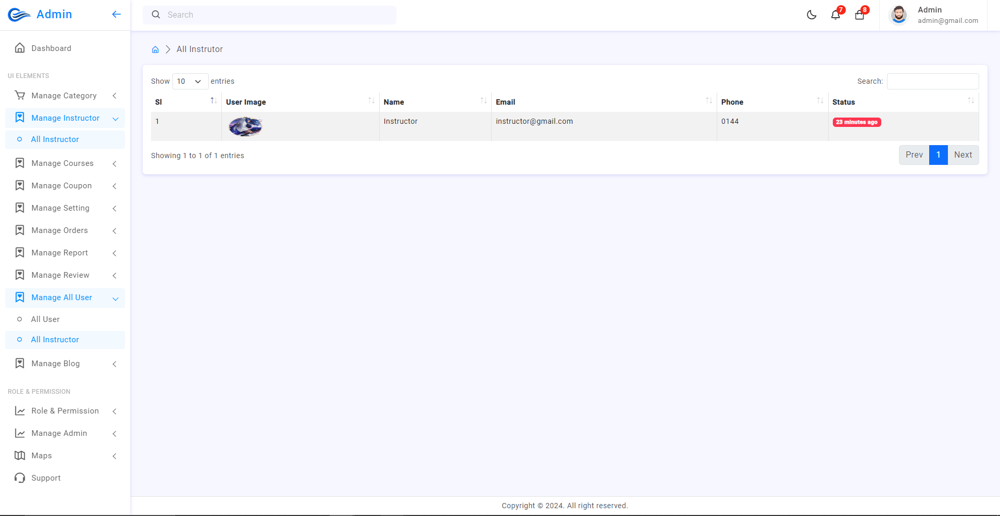 Admin
Search
7
8
Admin
admin@gmail.com
Dashboard
UI ELEMENTS
Manage Category
Manage Instructor
All Instructor
Manage Courses
Manage Coupon
Manage Setting
Manage Orders
Manage Report
Manage Review
Manage All User
All User
All Instructor
Manage Blog
ROLE & PERMISSION
Role & Permission
Manage Admin
Maps
Support
All Instrutor
Show 10 entries
Search:
Sl User Image Name Email Phone Status
1 Instructor instructor@gmail.com 0144 23 minutes ago
Showing 1 to 1 of 1 entries
Prev 1 Next
Copyright © 2024. All right reserved.